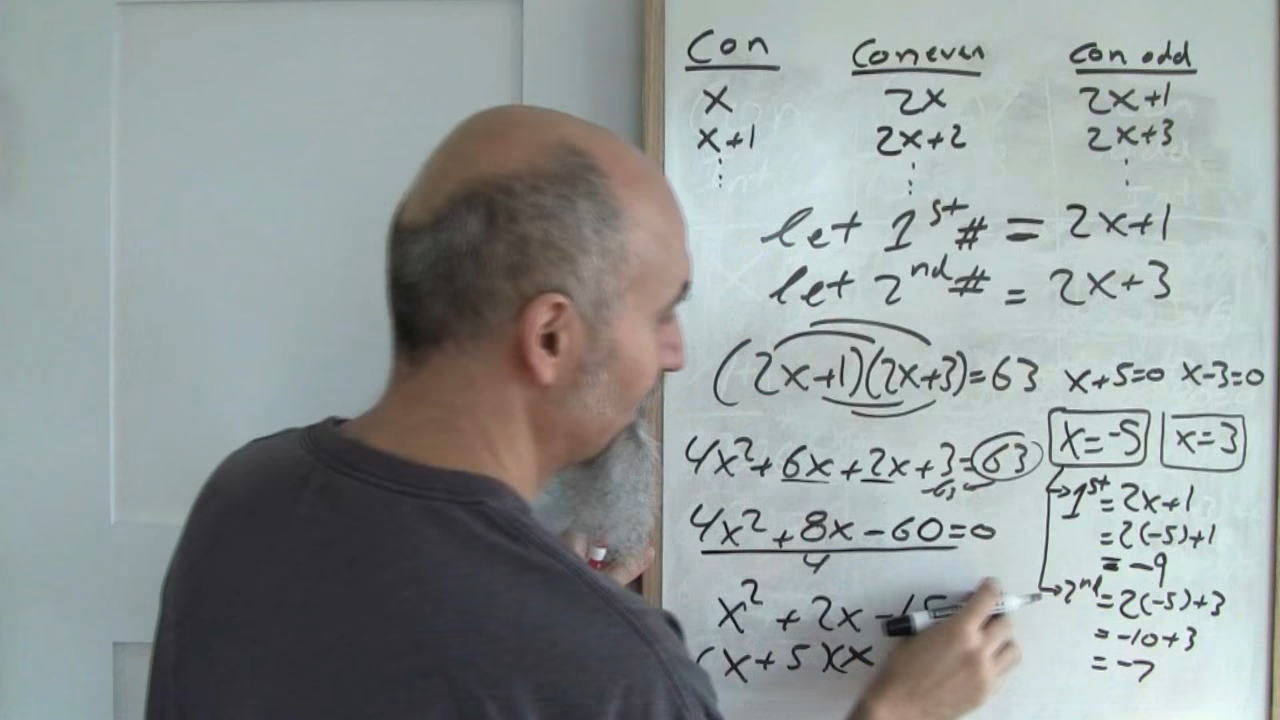 Con Con even Con odd
x 2x 2x+1
x+1 2x+2 2x+3
⋮ ⋮ ⋮
let 1st # = 2x+1
let 2nd # = 2x+3
(2x+1)(2x+3)=63 x+5=0 x-3=0
x=-5 x=3
4x²+6x+2x+3=63
1st=2x+1
4x²+8x-60=0
4
=2(-5)+1
=-9
x²+2x-15
2nd=2(-5)+3
=-10+3
(x+5)(x
=-7